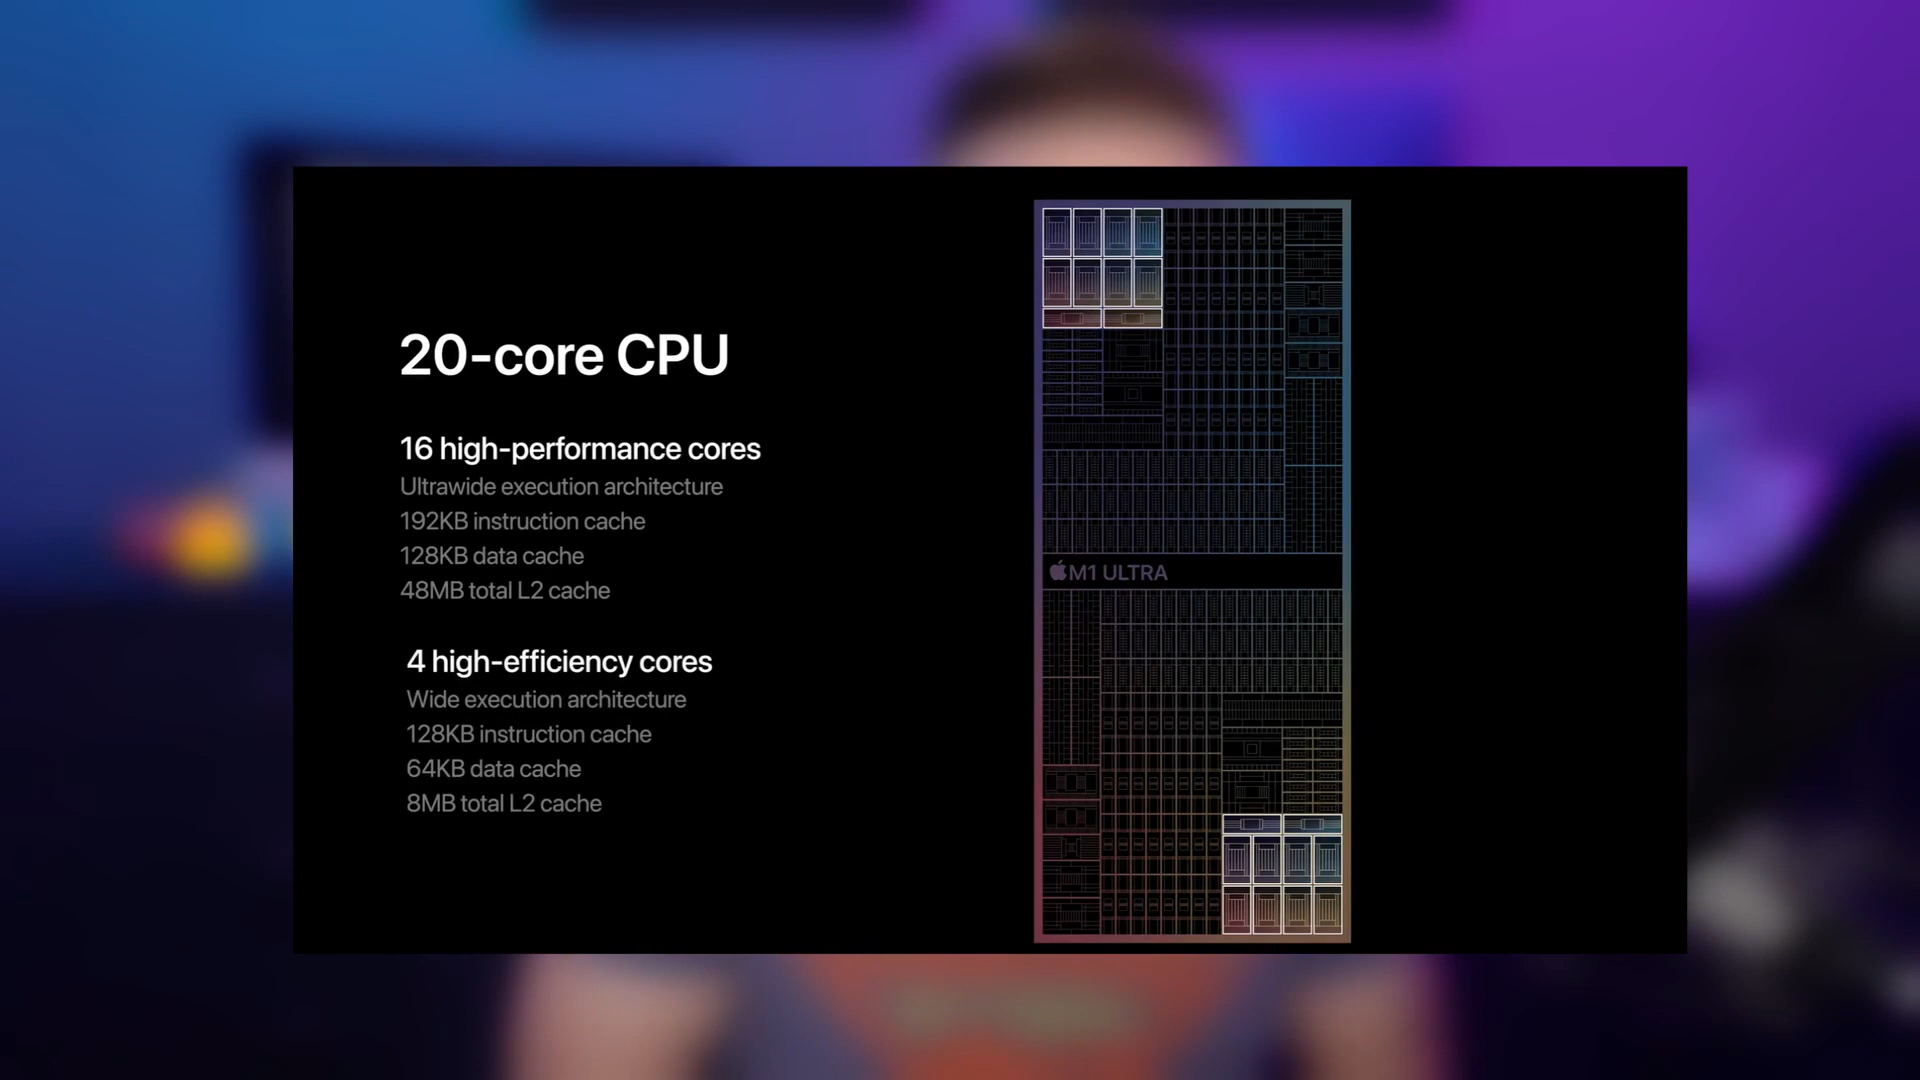 20-core CPU
16 high-performance cores
Ultrawide execution architecture
192KB instruction cache
128KB data cache
48MB total L2 cache
4 high-efficiency cores
Wide execution architecture
128KB instruction cache
64KB data cache
8MB total L2 cache
M1 ULTRA